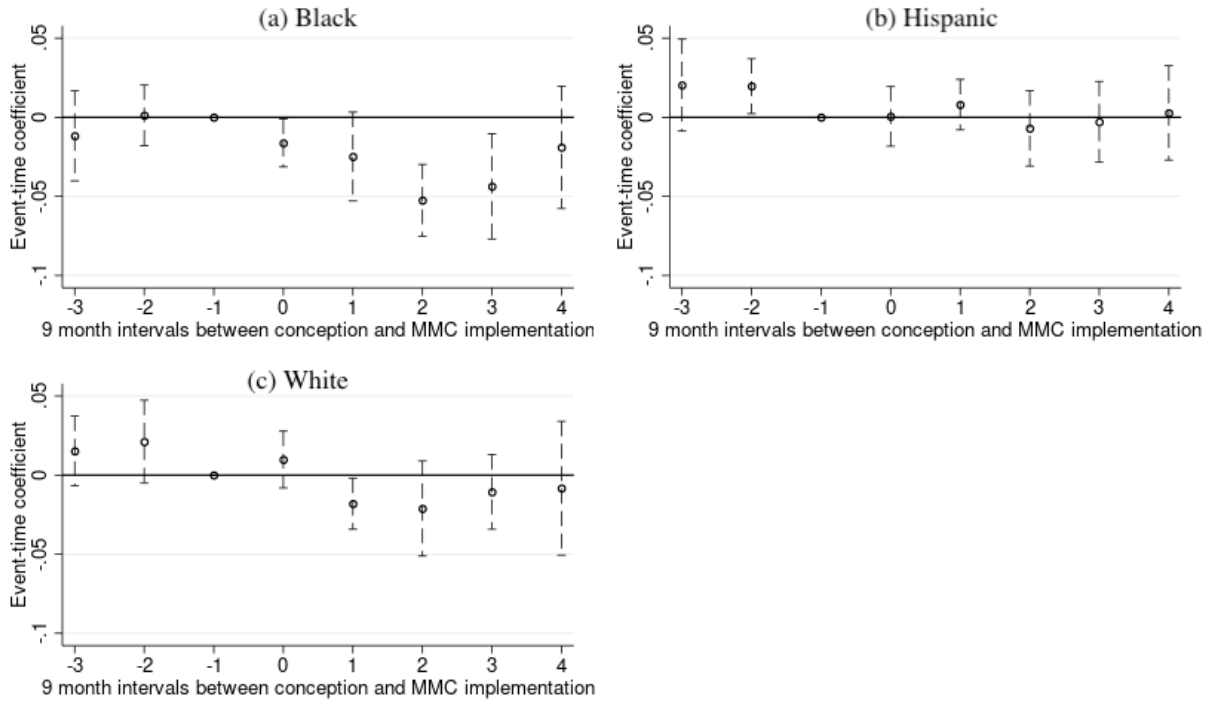 (a) Black
Event-time coefficient
.05
0
-.05
-.1
-3 -2 -1 0 1 2 3 4
9 month intervals between conception and MMC implementation
(b) Hispanic
Event-time coefficient
.05
0
-.05
-.1
-3 -2 -1 0 1 2 3 4
9 month intervals between conception and MMC implementation
(c) White
Event-time coefficient
.05
0
-.05
-.1
-3 -2 -1 0 1 2 3 4
9 month intervals between conception and MMC implementation